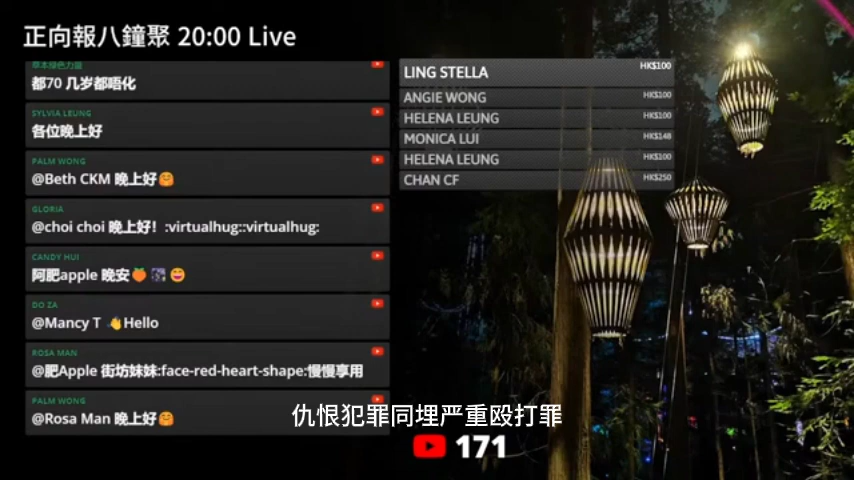 正向報八鐘聚 20:00 Live
草本绿色力量
都70 几岁都唔化
SYLVIA LEUNG
各位晚上好
PALM WONG
@Beth CKM 晚上好🤗
GLORIA
@choi choi 晚上好！:virtualhug::virtualhug:
CANDY HUI
阿肥apple 晚安🍊🎆😄
DO ZA
@Mancy T 👋Hello
ROSA MAN
@肥Apple 街坊妹妹:face-red-heart-shape:慢慢享用
PALM WONG
@Rosa Man 晚上好🤗
LING STELLA HK$100
ANGIE WONG HK$100
HELENA LEUNG HK$100
MONICA LUI HK$148
HELENA LEUNG HK$100
CHAN CF HK$250
仇恨犯罪同埋严重殴打罪
171